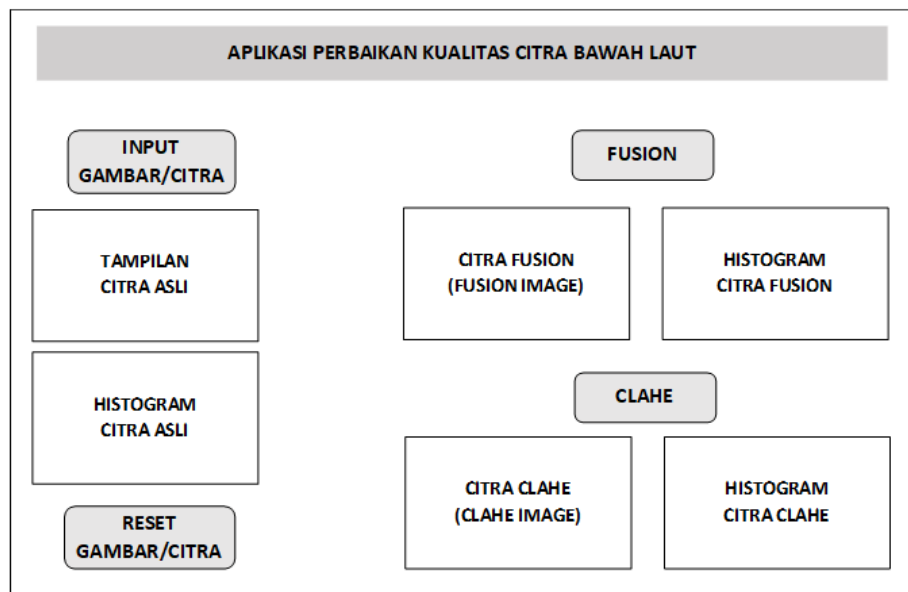 APLIKASI PERBAIKAN KUALITAS CITRA BAWAH LAUT
INPUT
GAMBAR/CITRA
TAMPILAN
CITRA ASLI
HISTOGRAM
CITRA ASLI
RESET
GAMBAR/CITRA
FUSION
CITRA FUSION
(FUSION IMAGE)
HISTOGRAM
CITRA FUSION
CLAHE
CITRA CLAHE
(CLAHE IMAGE)
HISTOGRAM
CITRA CLAHE